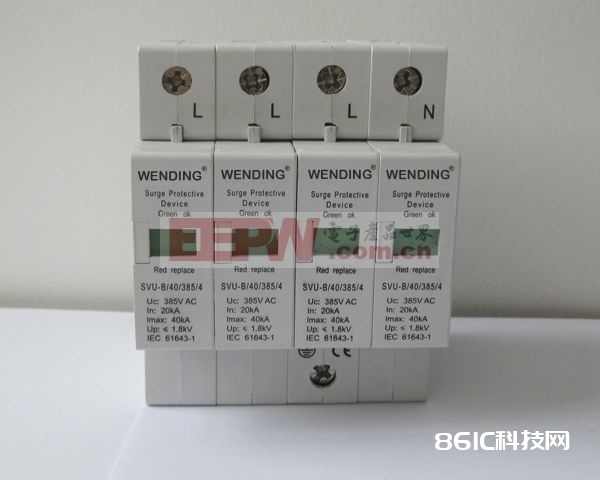 L L L N
WENDING® WENDING® WENDING® WENDING®
Surge Protective Surge Protective Surge Protective Surge Protective
Device Device Device Device
Green ok Green ok Green ok Green ok
EEPW 电子产品世界
.com.cn
Red replace Red replace Red replace Red replace
SVU-B/40/385/4 SVU-B/40/385/4 SVU-B/40/385/4 SVU-B/40/385/4
Uc: 385V AC Uc: 385V AC Uc: 385V AC Uc: 385V AC
In: 20kA In: 20kA In: 20kA In: 20kA
Imax: 40kA Imax: 40kA Imax: 40kA Imax: 40kA
Up: ≤ 1.8kV Up: ≤ 1.8kV Up: ≤ 1.8kV Up: ≤ 1.8kV
IEC 61643-1 IEC 61643-1 IEC 61643-1 IEC 61643-1
CE
86IC科技网